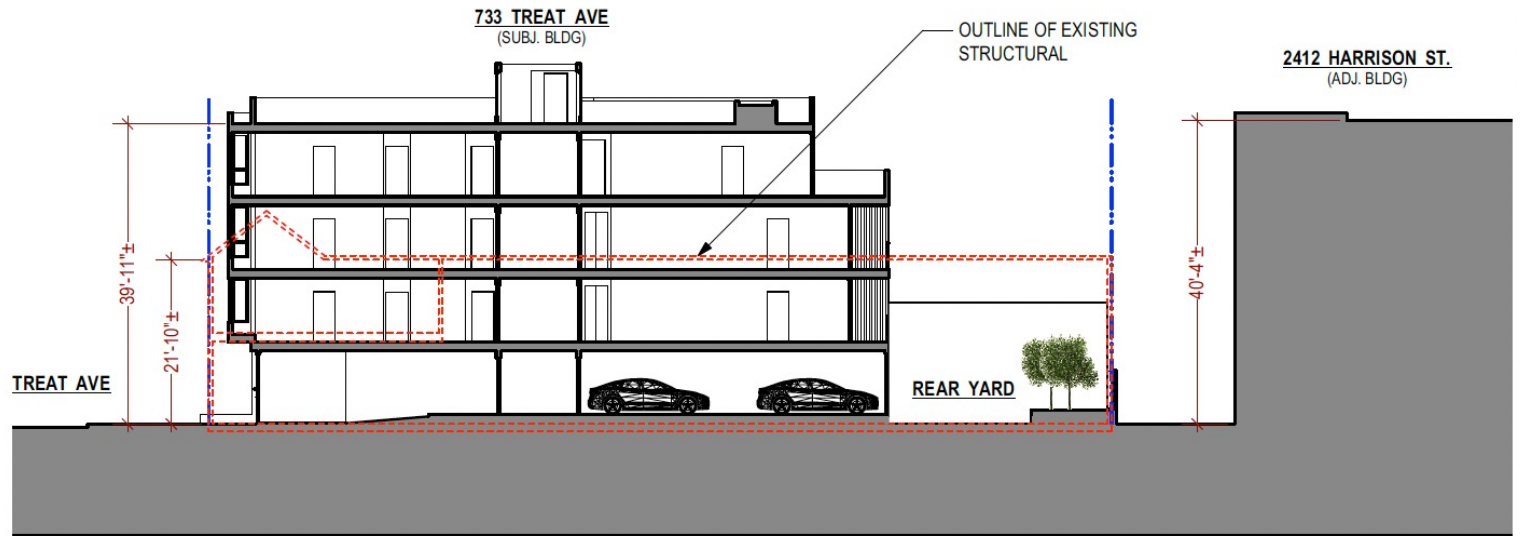 733 TREAT AVE
(SUBJ. BLDG)
OUTLINE OF EXISTING
STRUCTURAL
2412 HARRISON ST.
(ADJ. BLDG)
39'-11"±
21'-10"±
40'-4"±
TREAT AVE
REAR YARD